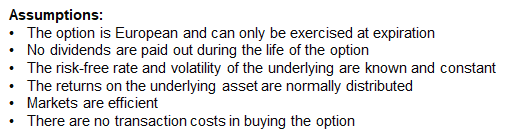 Assumptions:
• The option is European and can only be exercised at expiration
• No dividends are paid out during the life of the option
• The risk-free rate and volatility of the underlying are known and constant
• The returns on the underlying asset are normally distributed
• Markets are efficient
• There are no transaction costs in buying the option